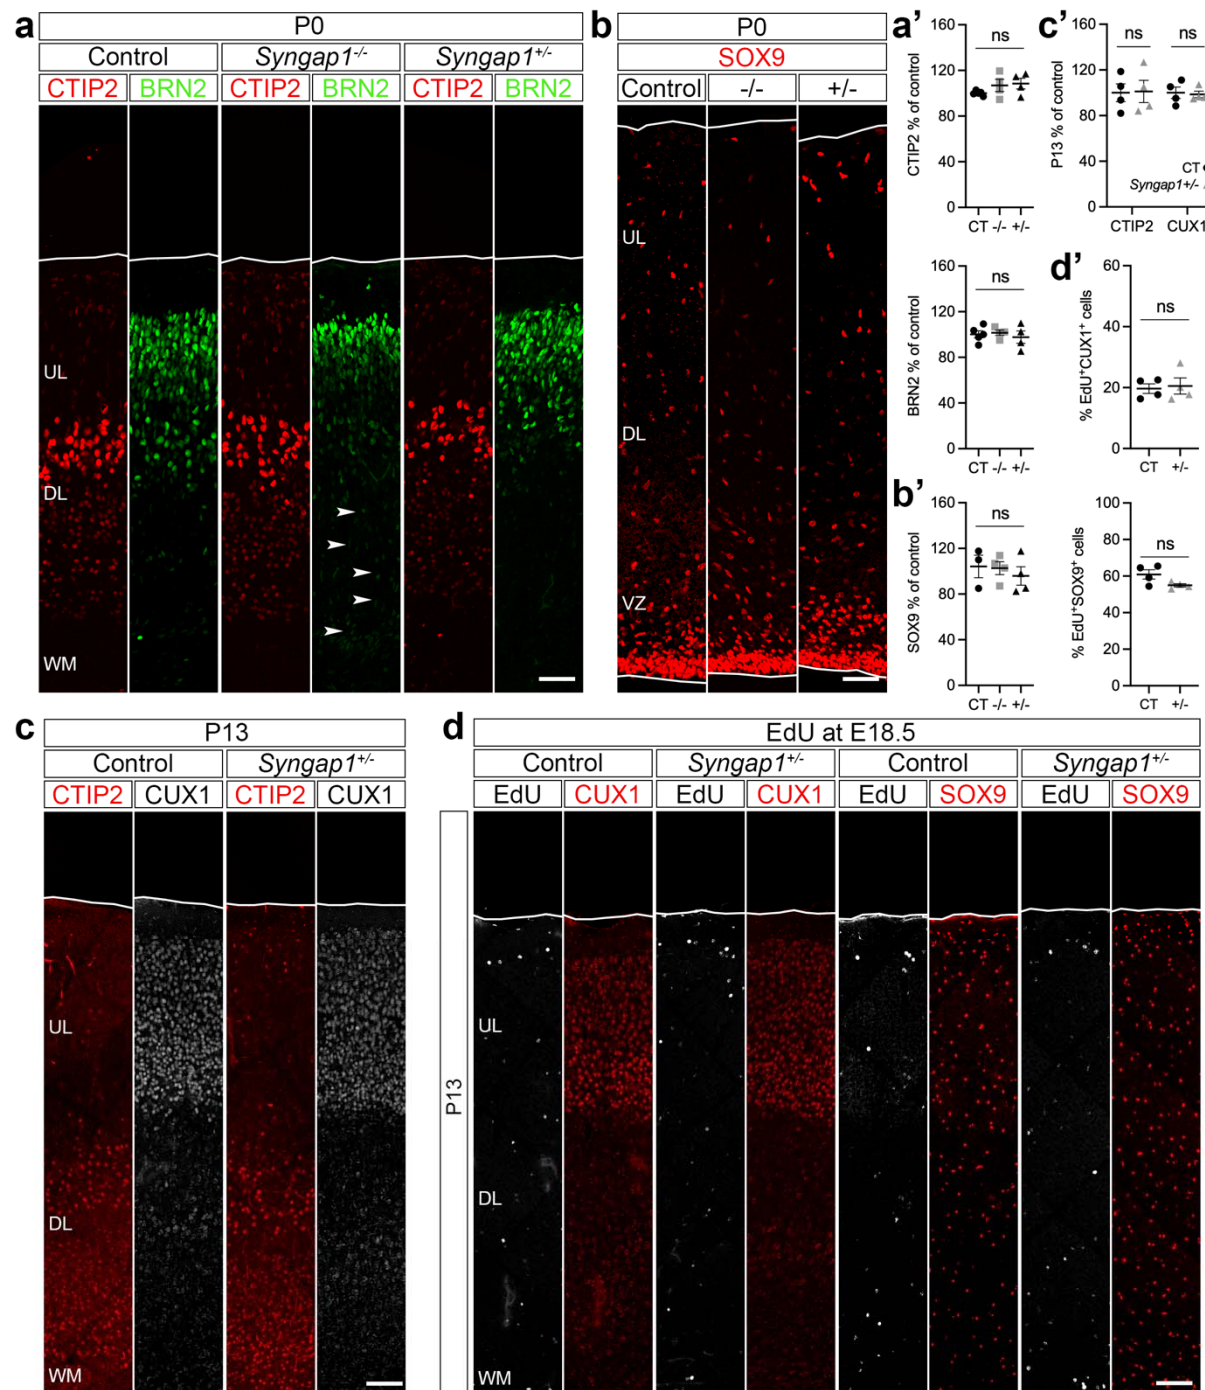 a
P0
Control
Syngap1-/-
Syngap1+/-
CTIP2
BRN2
CTIP2
BRN2
CTIP2
BRN2
UL
DL
WM
b
P0
SOX9
Control
-/-
+/-
UL
DL
VZ
a’
CTIP2 % of control
160
120
80
40
0
ns
CT -/- +/-
BRN2 % of control
160
120
80
40
0
ns
CT -/- +/-
b’
SOX9 % of control
160
120
80
40
0
ns
CT -/- +/-
c’
P13 % of control
160
120
80
40
0
ns
ns
CT
Syngap1+/-
CTIP2
CUX1
d’
% EdU+CUX1+ cells
60
40
20
0
ns
CT +/-
% EdU+SOX9+ cells
100
80
60
40
20
0
ns
CT +/-
c
P13
Control
Syngap1+/-
CTIP2
CUX1
CTIP2
CUX1
UL
DL
WM
d
EdU at E18.5
Control
Syngap1+/-
Control
Syngap1+/-
EdU
CUX1
EdU
CUX1
EdU
SOX9
EdU
SOX9
P13
UL
DL
WM